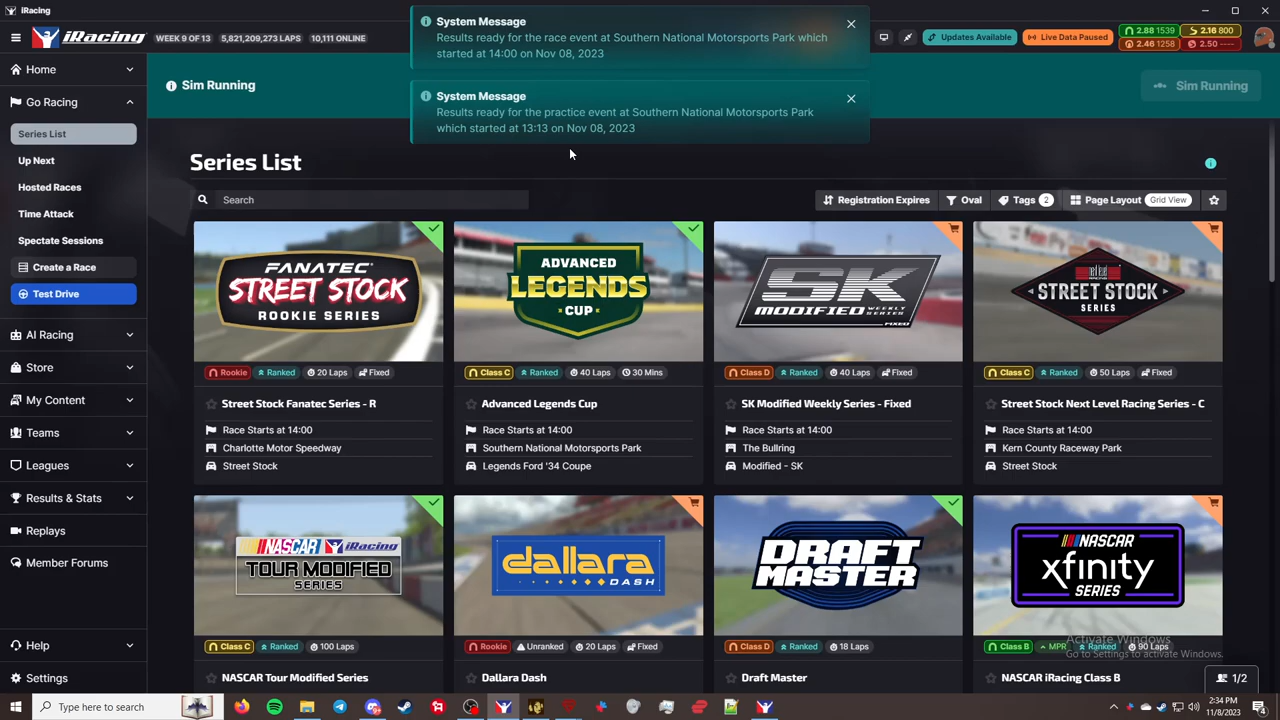 iRacing
iRacing
WEEK 9 OF 13
5,821,209,273 LAPS
10,111 ONLINE
Updates Available
Live Data Paused
2.88 1539
2.16 800
2.46 1258
2.50 ----
System Message
Results ready for the race event at Southern National Motorsports Park which
started at 14:00 on Nov 08, 2023
System Message
Results ready for the practice event at Southern National Motorsports Park
which started at 13:13 on Nov 08, 2023
Home
Go Racing
Series List
Up Next
Hosted Races
Time Attack
Spectate Sessions
Create a Race
Test Drive
AI Racing
Store
My Content
Teams
Leagues
Results & Stats
Replays
Member Forums
Help
Settings
Sim Running
Sim Running
Series List
Search
Registration Expires
Oval
Tags 2
Page Layout Grid View
FANATEC
STREET STOCK
ROOKIE SERIES
Rookie Ranked 20 Laps Fixed
Street Stock Fanatec Series - R
Race Starts at 14:00
Charlotte Motor Speedway
Street Stock
ADVANCED
LEGENDS
CUP
Class C Ranked 40 Laps 30 Mins
Advanced Legends Cup
Race Starts at 14:00
Southern National Motorsports Park
Legends Ford '34 Coupe
SK
MODIFIED WEEKLY SERIES
FIXED
Class D Ranked 40 Laps Fixed
SK Modified Weekly Series - Fixed
Race Starts at 14:00
The Bullring
Modified - SK
STREET STOCK
SERIES
Class C Ranked 50 Laps Fixed
Street Stock Next Level Racing Series - C
Race Starts at 14:00
Kern County Raceway Park
Street Stock
NASCAR iRacing
TOUR MODIFIED
SERIES
Class C Ranked 100 Laps
NASCAR Tour Modified Series
dallara
DASH
Rookie Unranked 20 Laps Fixed
Dallara Dash
DRAFT
MASTER
Class D Ranked 18 Laps
Draft Master
NASCAR
xfinity
SERIES
Class B MPR Ranked 90 Laps
NASCAR iRacing Class B
Activate Windows
Go to Settings to activate Windows.
1/2
Type here to search
2:34 PM
11/8/2023
4